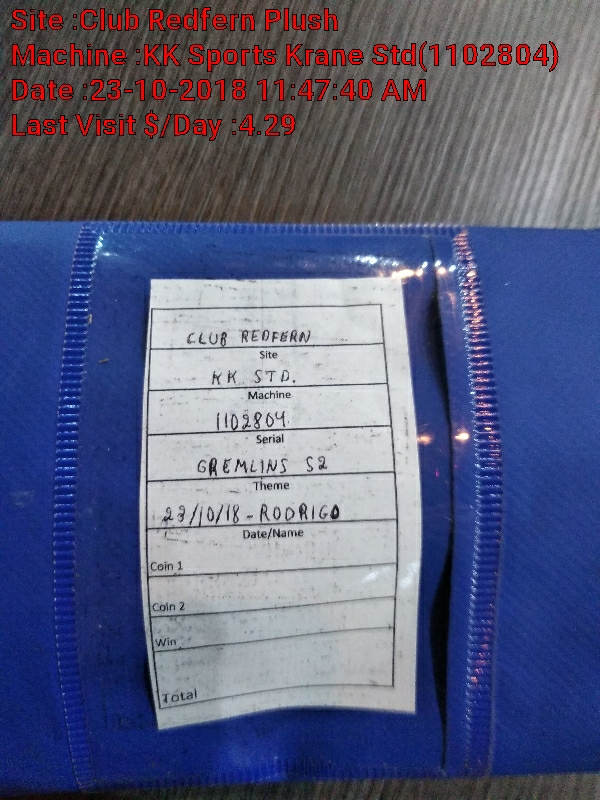 Site :Club Redfern Plush
Machine :KK Sports Krane Std(1102804)
Date :23-10-2018 11:47:40 AM
Last Visit $/Day :4.29
CLUB REDFERN
Site
KK STD.
Machine
1102804
Serial
GREMLINS S2
Theme
23/10/18 - RODRIGO
Date/Name
Coin 1
Coin 2
Win
Total